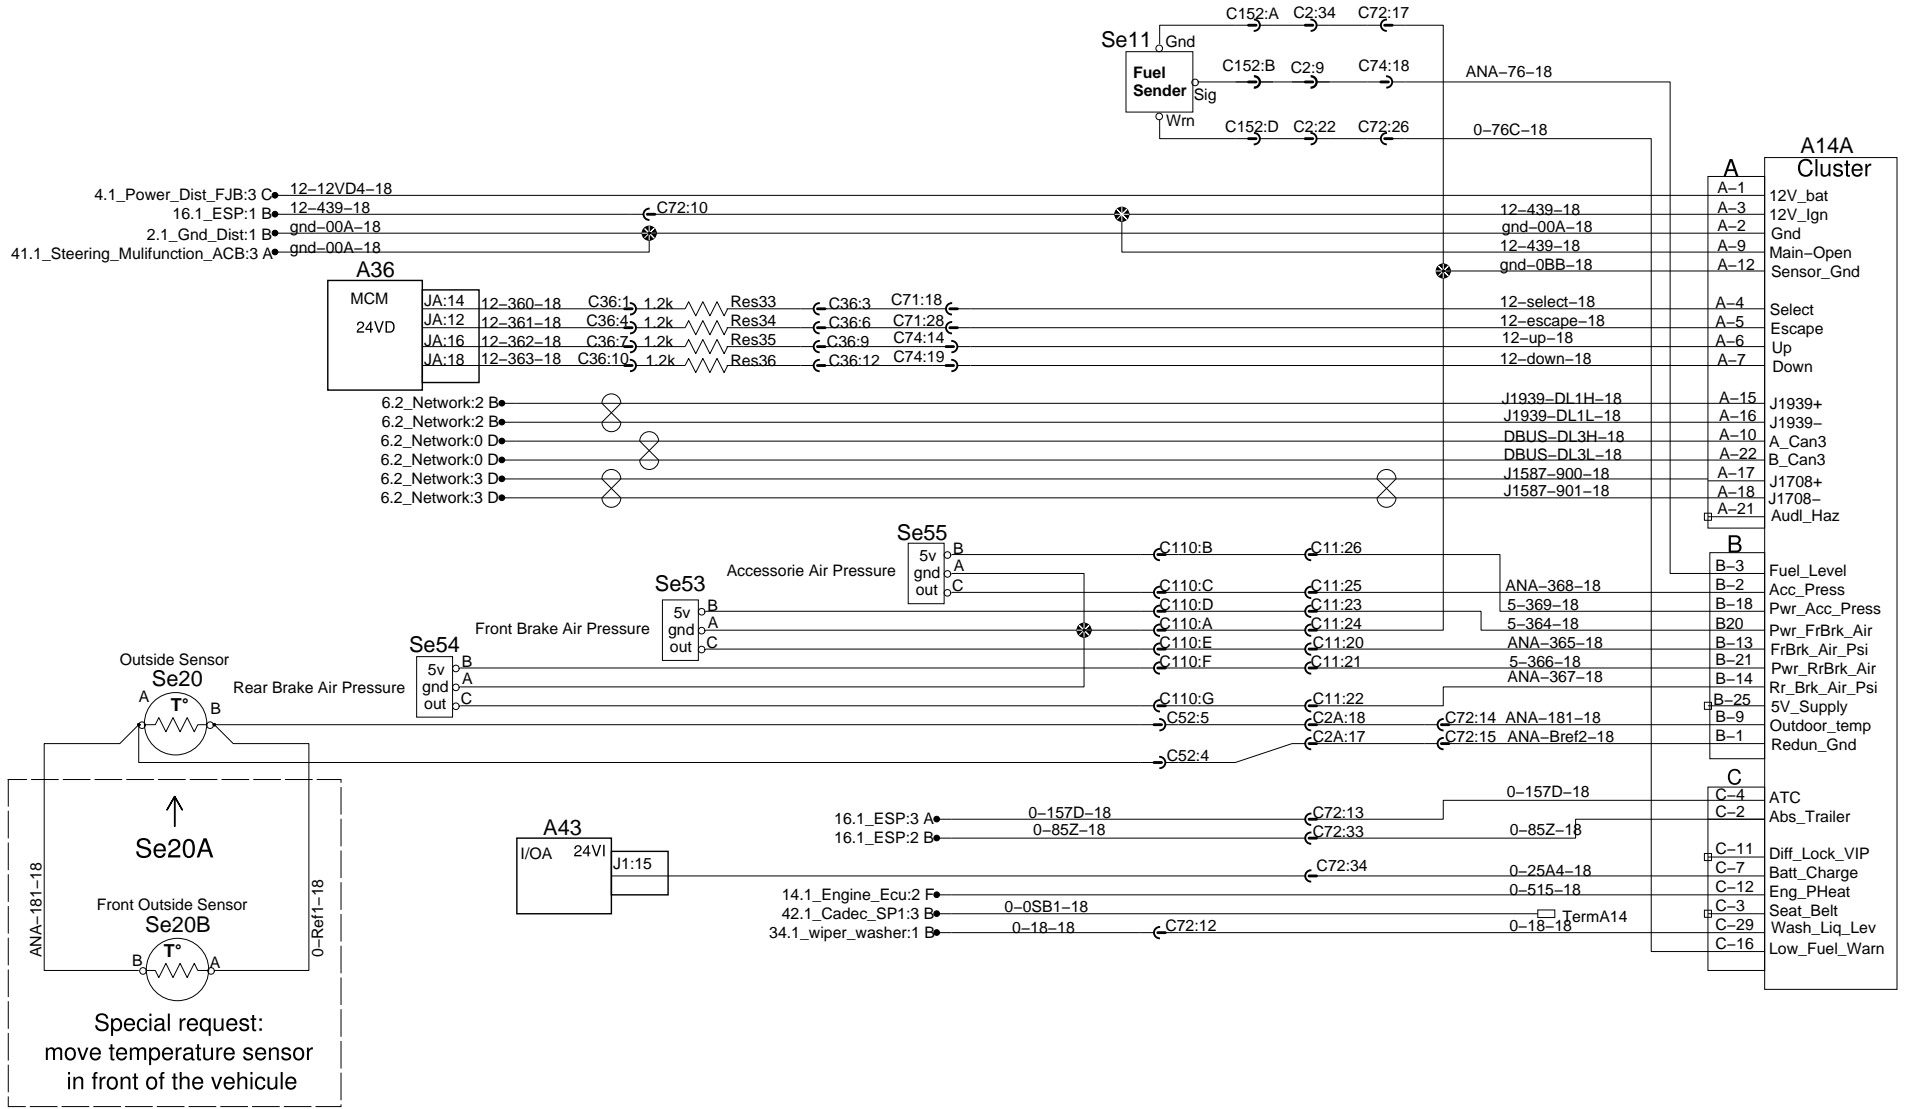 C152:A C2:34 C72:17
Se11 Gnd
Fuel
Sender
C152:B C2:9 C74:18 ANA-76-18
Sig
Wrn
C152:D C2:22 C72:26 0-76C-18
A14A
Cluster
A
4.1_Power_Dist_FJB:3 C 12-12VD4-18 A-1 12V_bat
16.1_ESP:1 B 12-439-18 C72:10 12-439-18 A-3 12V_Ign
2.1_Gnd_Dist:1 B gnd-00A-18 gnd-00A-18 A-2 Gnd
41.1_Steering_Mulifunction_ACB:3 A gnd-00A-18 12-439-18 A-9 Main-Open
gnd-0BB-18 A-12 Sensor_Gnd
A36
MCM
24VD
JA:14 12-360-18 C36:1 1.2k Res33 C36:3 C71:18 12-select-18 A-4 Select
JA:12 12-361-18 C36:4 1.2k Res34 C36:6 C71:28 12-escape-18 A-5 Escape
JA:16 12-362-18 C36:7 1.2k Res35 C36:9 C74:14 12-up-18 A-6 Up
JA:18 12-363-18 C36:10 1.2k Res36 C36:12 C74:19 12-down-18 A-7 Down
6.2_Network:2 B J1939-DL1H-18 A-15 J1939+
6.2_Network:2 B J1939-DL1L-18 A-16 J1939-
6.2_Network:0 D DBUS-DL3H-18 A-10 A_Can3
6.2_Network:0 D DBUS-DL3L-18 A-22 B_Can3
6.2_Network:3 D J1587-900-18 A-17 J1708+
6.2_Network:3 D J1587-901-18 A-18 J1708-
A-21 Audl_Haz
B
Se55
Accessorie Air Pressure
5v B C110:B C11:26
gnd A
out C C110:C C11:25 ANA-368-18
B-3 Fuel_Level
B-2 Acc_Press
Se53
Front Brake Air Pressure
5v B C110:D C11:23 5-369-18 B-18 Pwr_Acc_Press
gnd A C110:A C11:24 5-364-18 B20 Pwr_FrBrk_Air
out C C110:E C11:20 ANA-365-18 B-13 FrBrk_Air_Psi
Se54
Rear Brake Air Pressure
5v B C110:F C11:21 5-366-18 B-21 Pwr_RrBrk_Air
gnd A ANA-367-18 B-14 Rr_Brk_Air_Psi
out C C110:G C11:22 B-25 5V_Supply
Outside Sensor
Se20
A T° B
C52:5 C2A:18 C72:14 ANA-181-18 B-9 Outdoor_temp
C2A:17 C72:15 ANA-Bref2-18 B-1 Redun_Gnd
C52:4
C
16.1_ESP:3 A 0-157D-18 C72:13 0-157D-18 C-4 ATC
16.1_ESP:2 B 0-85Z-18 C72:33 0-85Z-18 C-2 Abs_Trailer
A43
I/OA 24VI
J1:15 C72:34 0-25A4-18
C-11 Diff_Lock_VIP
C-7 Batt_Charge
14.1_Engine_Ecu:2 F 0-515-18 C-12 Eng_PHeat
42.1_Cadec_SP1:3 B 0-0SB1-18 TermA14 C-3 Seat_Belt
34.1_wiper_washer:1 B 0-18-18 C72:12 0-18-18 C-29 Wash_Liq_Lev
C-16 Low_Fuel_Warn
Se20A
ANA-181-18
0-Ref1-18
Front Outside Sensor
Se20B
B T° A
Special request:
move temperature sensor
in front of the vehicule